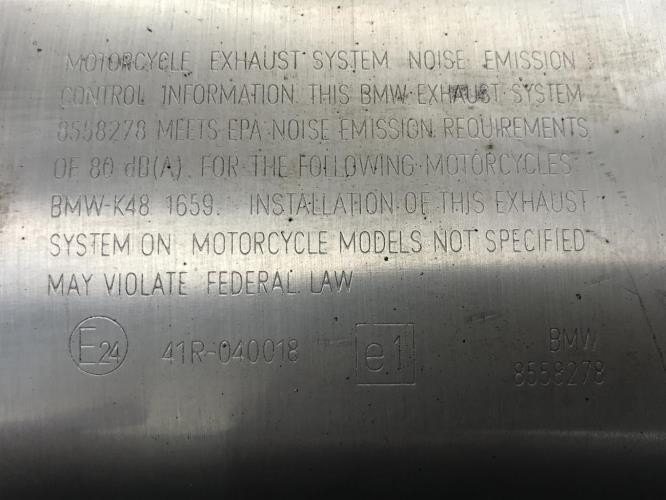 MOTORCYCLE EXHAUST SYSTEM NOISE EMISSION
CONTROL INFORMATION THIS BMW EXHAUST SYSTEM
8558278 MEETS EPA NOISE EMISSION REQUIREMENTS
OF 80 dB(A) FOR THE FOLLOWING MOTORCYCLES
BMW-K48 1659. INSTALLATION OF THIS EXHAUST
SYSTEM ON MOTORCYCLE MODELS NOT SPECIFIED
MAY VIOLATE FEDERAL LAW
E24 41R-040018 e1 BMW
8558278